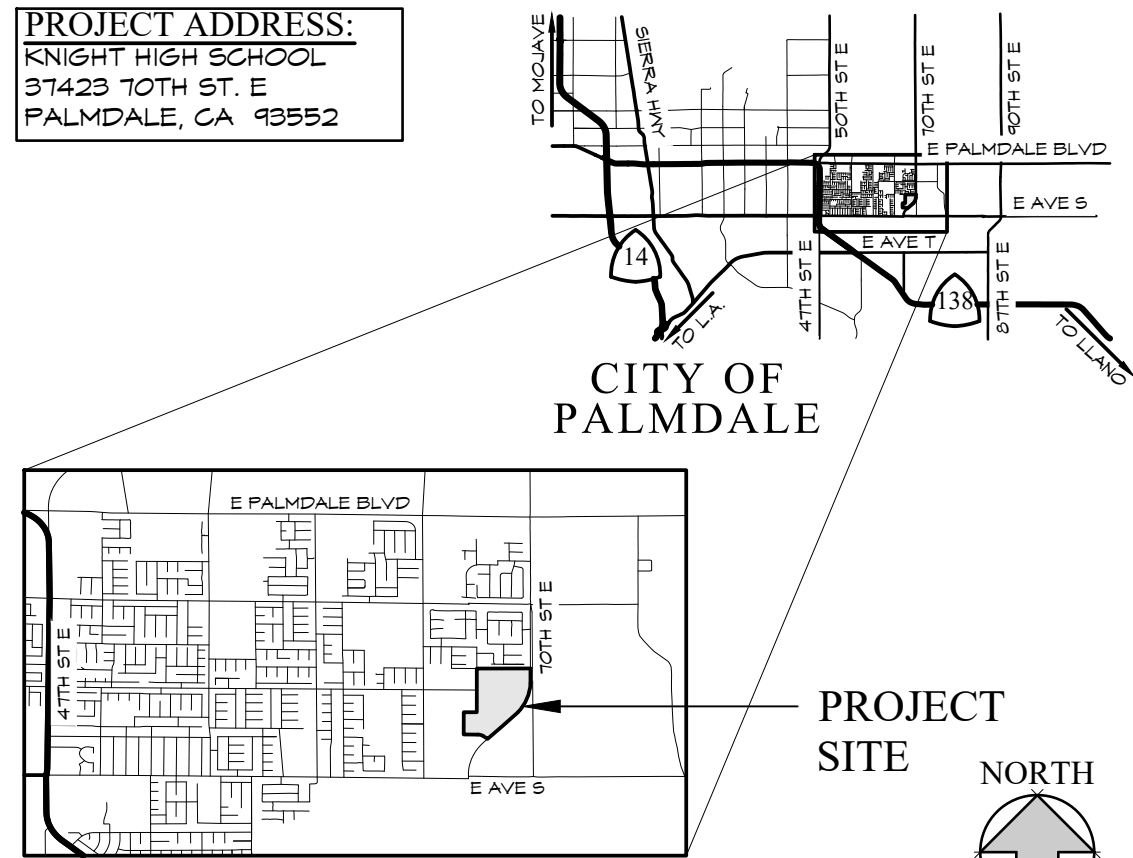 PROJECT ADDRESS:
KNIGHT HIGH SCHOOL
37423 70TH ST. E
PALMDALE, CA 93552
TO MOJAVE
SIERRA HWY
50TH ST E
70TH ST E
90TH ST E
E PALMDALE BLVD
E AVE S
E AVE T
14
47TH ST E
138
87TH ST E
TO L.A.
TO LLANO
CITY OF
PALMDALE
E PALMDALE BLVD
47TH ST E
70TH ST E
E AVE S
PROJECT
SITE
NORTH